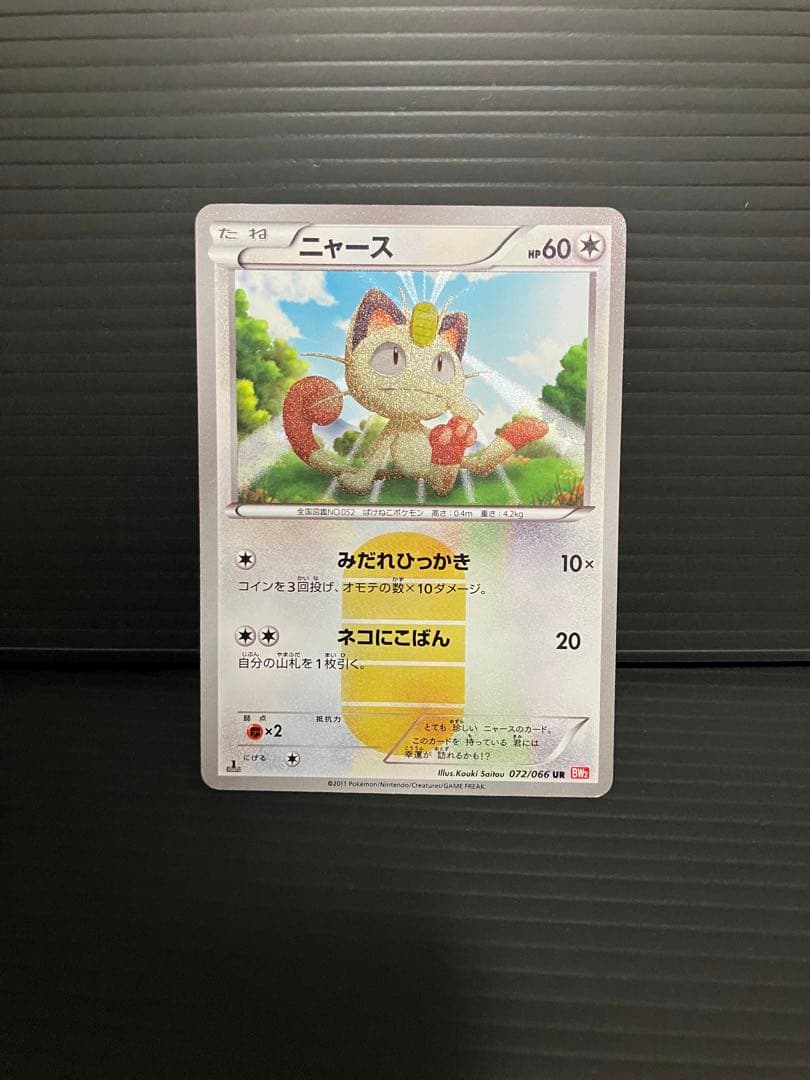 たね ニャース HP60
全国図鑑NO.052 ばけねこポケモン 高さ:0.4m 重さ:4.2kg
みだれひっかき 10×
コインを3回投げ、オモテの数×10ダメージ。
ネコにこばん 20
自分の山札を1枚引く。
弱点 抵抗力
×2
とても珍しいニャースのカード。
このカードを持っている君には
幸運が訪れるかも!?
にげる
Illus.Kouki Saitou 072/066 UR BW2
©2011 Pokémon/Nintendo/Creatures/GAME FREAK.